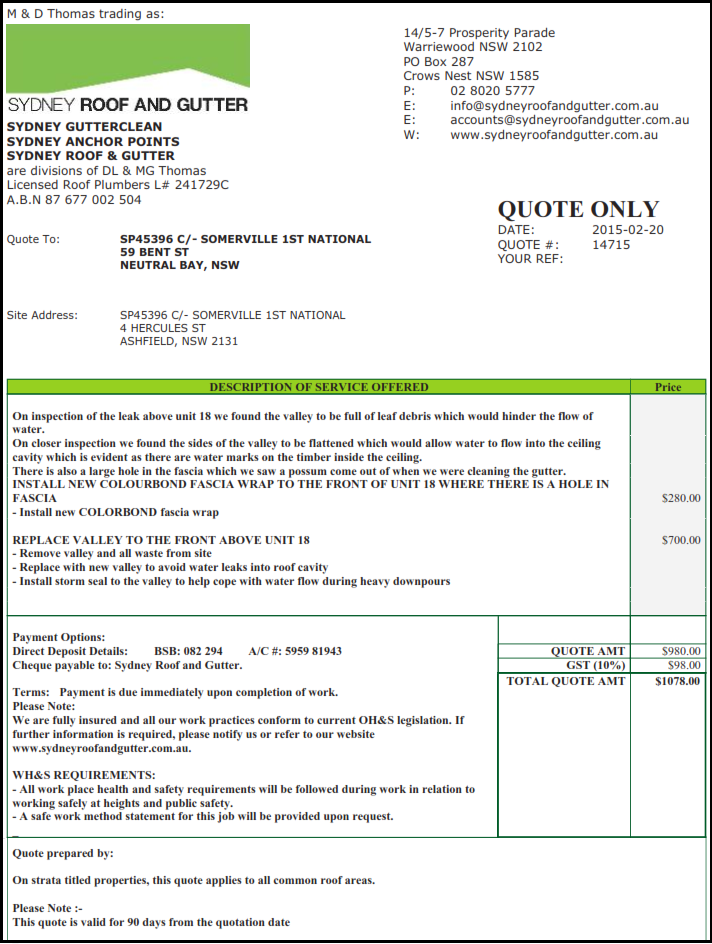 M & D Thomas trading as:
SYDNEY ROOF AND GUTTER
SYDNEY GUTTERCLEAN
SYDNEY ANCHOR POINTS
SYDNEY ROOF & GUTTER
are divisions of DL & MG Thomas
Licensed Roof Plumbers L# 241729C
A.B.N 87 677 002 504
14/5-7 Prosperity Parade
Warriewood NSW 2102
PO Box 287
Crows Nest NSW 1585
P: 02 8020 5777
E: info@sydneyroofandgutter.com.au
E: accounts@sydneyroofandgutter.com.au
W: www.sydneyroofandgutter.com.au
QUOTE ONLY
DATE: 2015-02-20
QUOTE #: 14715
YOUR REF:
Quote To: SP45396 C/- SOMERVILLE 1ST NATIONAL
59 BENT ST
NEUTRAL BAY, NSW
Site Address: SP45396 C/- SOMERVILLE 1ST NATIONAL
4 HERCULES ST
ASHFIELD, NSW 2131
DESCRIPTION OF SERVICE OFFERED Price
On inspection of the leak above unit 18 we found the valley to be full of leaf debris which would hinder the flow of
water.
On closer inspection we found the sides of the valley to be flattened which would allow water to flow into the ceiling
cavity which is evident as there are water marks on the timber inside the ceiling.
There is also a large hole in the fascia which we saw a possum come out of when we were cleaning the gutter.
INSTALL NEW COLOURBOND FASCIA WRAP TO THE FRONT OF UNIT 18 WHERE THERE IS A HOLE IN
FASCIA $280.00
- Install new COLORBOND fascia wrap
REPLACE VALLEY TO THE FRONT ABOVE UNIT 18 $700.00
- Remove valley and all waste from site
- Replace with new valley to avoid water leaks into roof cavity
- Install storm seal to the valley to help cope with water flow during heavy downpours
Payment Options:
Direct Deposit Details: BSB: 082 294 A/C #: 5959 81943
Cheque payable to: Sydney Roof and Gutter.
Terms: Payment is due immediately upon completion of work.
Please Note:
We are fully insured and all our work practices conform to current OH&S legislation. If
further information is required, please notify us or refer to our website
www.sydneyroofandgutter.com.au.
WH&S REQUIREMENTS:
- All work place health and safety requirements will be followed during work in relation to
working safely at heights and public safety.
- A safe work method statement for this job will be provided upon request.
–
QUOTE AMT $980.00
GST (10%) $98.00
TOTAL QUOTE AMT $1078.00
Quote prepared by:
On strata titled properties, this quote applies to all common roof areas.
Please Note :-
This quote is valid for 90 days from the quotation date